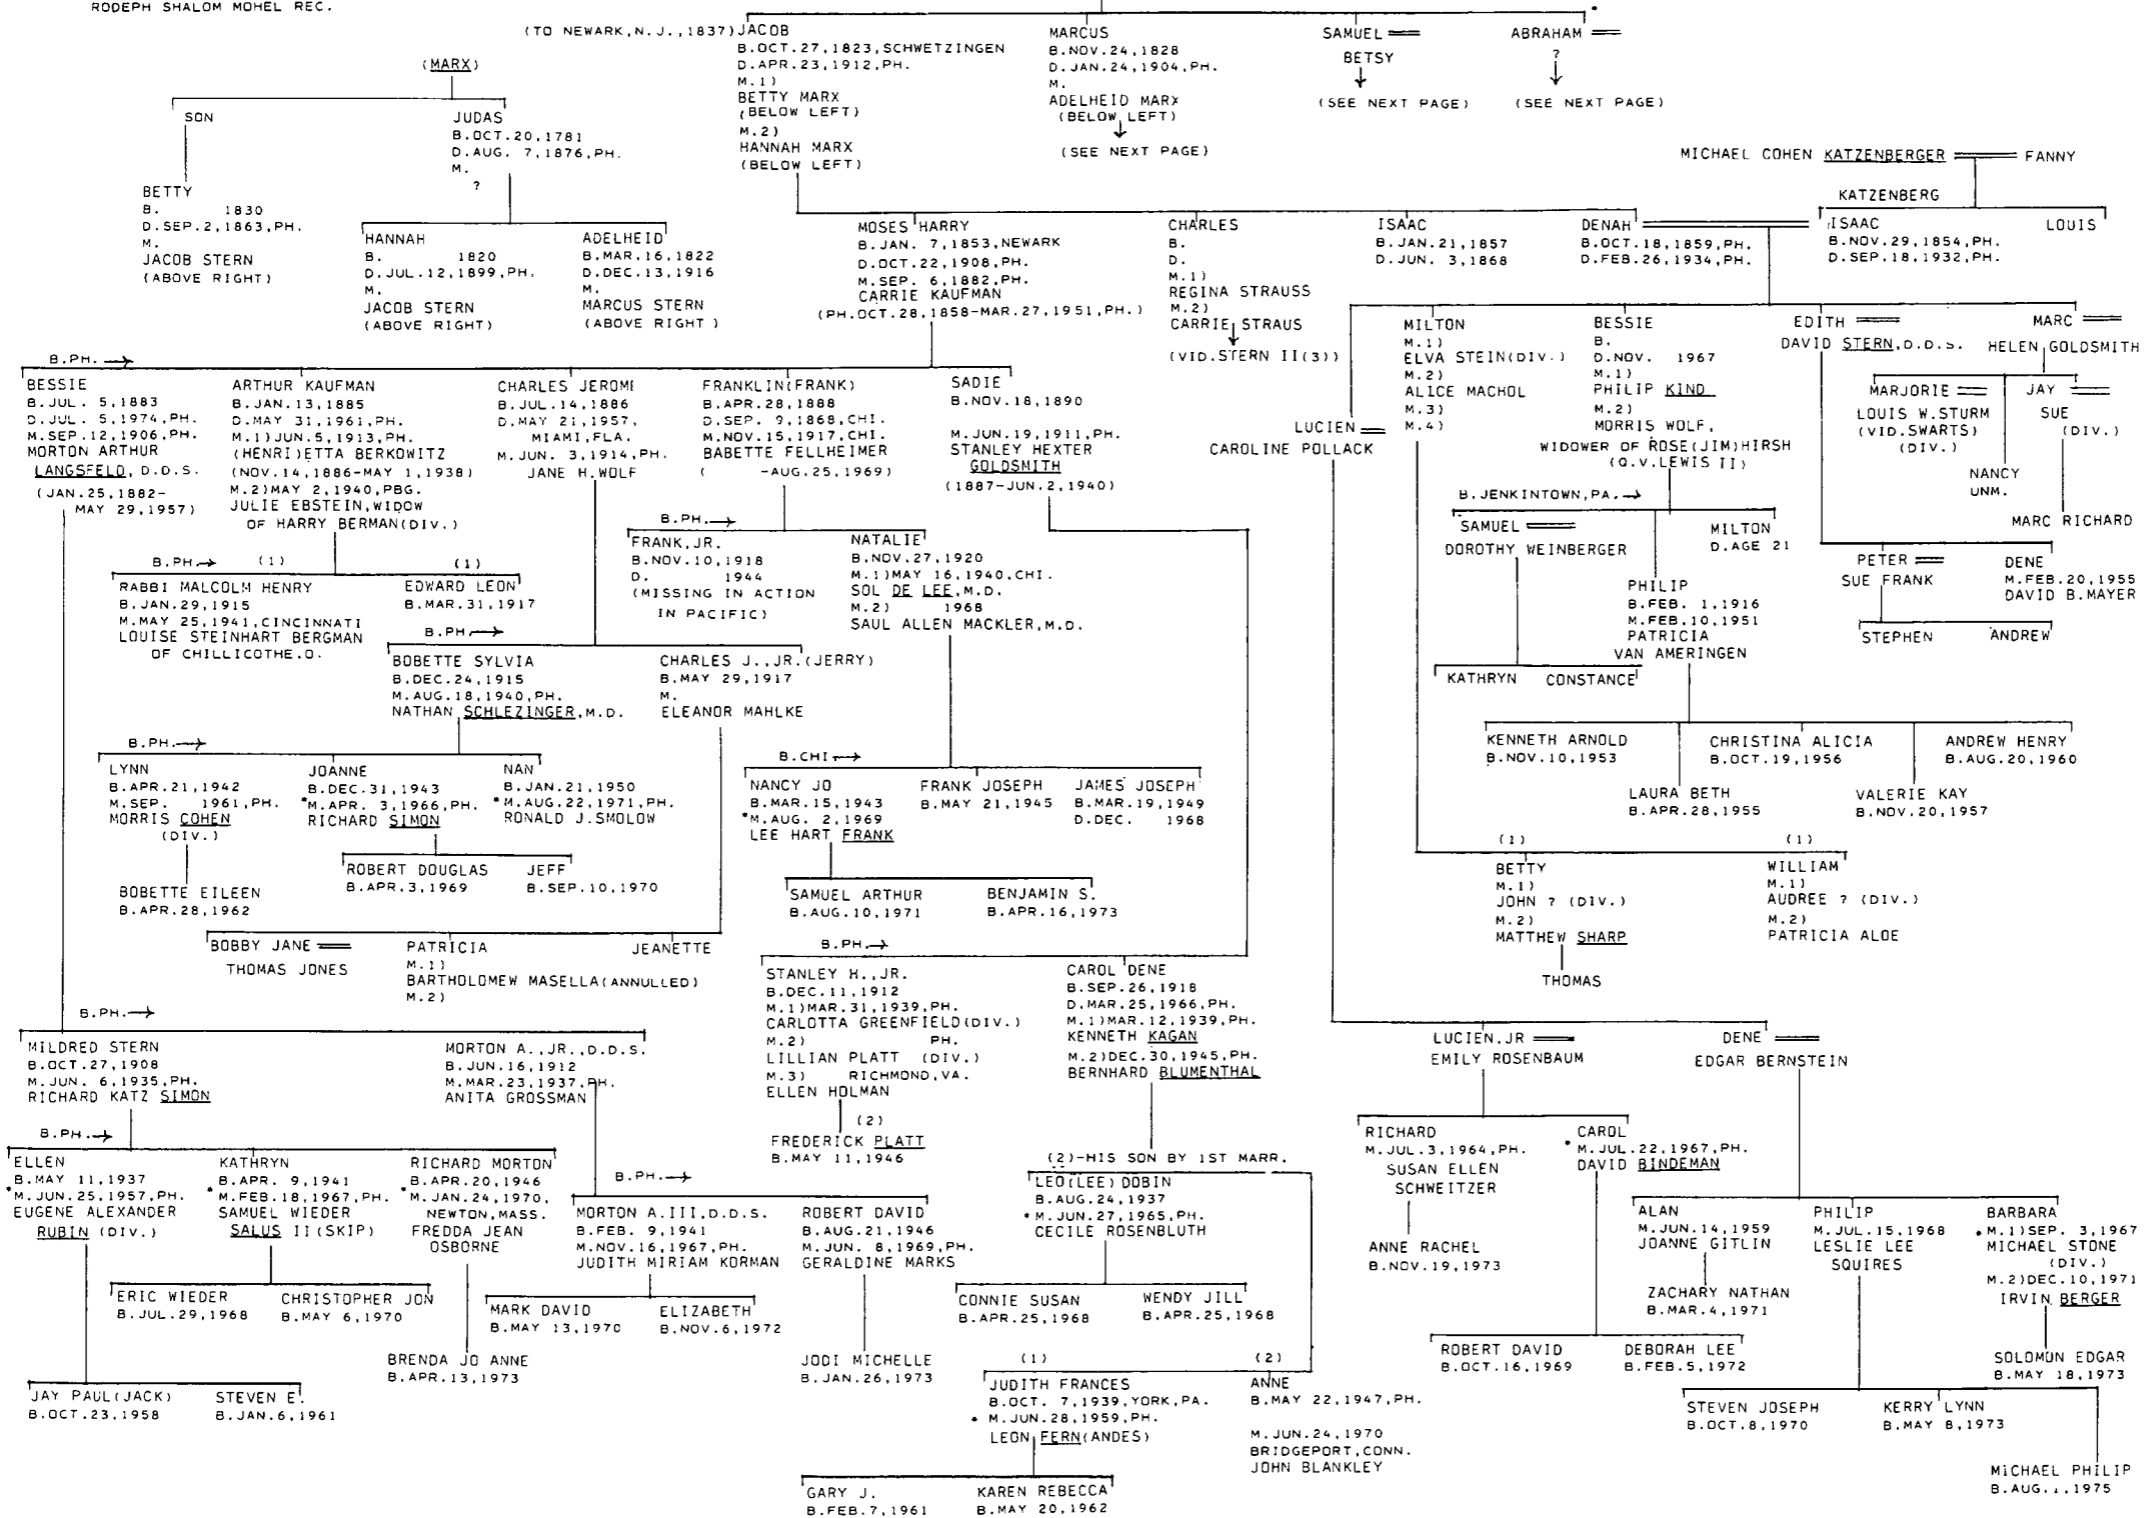 RODEPH SHALOM MOHEL REC.
(TO NEWARK,N.J.,1837) JACOB
B.OCT.27,1823,SCHWETZINGEN
D.APR.23,1912,PH.
M.1)
BETTY MARX
(BELOW LEFT)
M.2)
HANNAH MARX
(BELOW LEFT)
MARCUS
B.NOV.24,1828
D.JAN.24,1904,PH.
M.
ADELHEID MARX
(BELOW LEFT)
(SEE NEXT PAGE)
SAMUEL
BETSY
(SEE NEXT PAGE)
ABRAHAM
?
(SEE NEXT PAGE)
(MARX)
SON
JUDAS
B.OCT.20,1781
D.AUG. 7,1876,PH.
M.
?
BETTY
B. 1830
D.SEP.2,1863,PH.
M.
JACOB STERN
(ABOVE RIGHT)
HANNAH
B. 1820
D.JUL.12,1899,PH.
M.
JACOB STERN
(ABOVE RIGHT)
ADELHEID
B.MAR.16,1822
D.DEC.13,1916
M.
MARCUS STERN
(ABOVE RIGHT)
MICHAEL COHEN KATZENBERGER
FANNY
KATZENBERG
ISAAC
B.NOV.29,1854,PH.
D.SEP.18,1932,PH.
LOUIS
MOSES HARRY
B.JAN. 7,1853,NEWARK
D.OCT.22,1908,PH.
M.SEP. 6,1882,PH.
CARRIE KAUFMAN
(PH.OCT.28,1858-MAR.27,1951,PH.)
CHARLES
B.
D.
M.1)
REGINA STRAUSS
M.2)
CARRIE STRAUS
(VID.STERN II(3))
ISAAC
B.JAN.21,1857
D.JUN. 3,1868
DENAH
B.OCT.18,1859,PH.
D.FEB.26,1934,PH.
B.PH.
BESSIE
B.JUL. 5,1883
D.JUL. 5,1974,PH.
M.SEP.12,1906,PH.
MORTON ARTHUR
LANGSFELD, D.D.S.
(JAN.25,1882-
MAY 29,1957)
ARTHUR KAUFMAN
B.JAN.13,1885
D.MAY 31,1961,PH.
M.1)JUN.5,1913,PH.
(HENRI)ETTA BERKOWITZ
(NOV.14,1886-MAY 1,1938)
M.2)MAY 2,1940,PBG.
JULIE EBSTEIN,WIDOW
OF HARRY BERMAN(DIV.)
CHARLES JEROME
B.JUL.14,1886
D.MAY 21,1957,
MIAMI,FLA.
M.JUN. 3,1914,PH.
JANE H.WOLF
FRANKLIN(FRANK)
B.APR.28,1888
D.SEP. 9,1868,CHI.
M.NOV.15,1917,CHI.
BABETTE FELLHEIMER
( -AUG.25,1969)
SADIE
B.NOV.18,1890
M.JUN.19,1911,PH.
STANLEY HEXTER
GOLDSMITH
(1887-JUN.2,1940)
LUCIEN
CAROLINE POLLACK
MILTON
M.1)
ELVA STEIN(DIV.)
M.2)
ALICE MACHOL
M.3)
M.4)
BESSIE
B.
D.NOV. 1967
M.1)
PHILIP KIND
M.2)
MORRIS WOLF,
WIDOWER OF ROSE(JIM)HIRSH
(Q.V.LEWIS II)
EDITH
DAVID STERN,D.D.S.
MARC
HELEN GOLDSMITH
MARJORIE
LOUIS W.STURM
(VID.SWARTS)
(DIV.)
NANCY
UNM.
JAY
SUE
(DIV.)
MARC RICHARD
B.JENKINTOWN,PA.
SAMUEL
DOROTHY WEINBERGER
PHILIP
B.FEB. 1,1916
M.FEB.10,1951
PATRICIA
VAN AMERINGEN
MILTON
D.AGE 21
PETER
SUE FRANK
DENE
M.FEB.20,1955
DAVID B.MAYER
STEPHEN
ANDREW
KATHRYN
CONSTANCE
B.PH.
(1)
(1)
RABBI MALCOLM HENRY
B.JAN.29,1915
M.MAY 25,1941,CINCINNATI
LOUISE STEINHART BERGMAN
OF CHILLICOTHE.O.
EDWARD LEON
B.MAR.31,1917
B.PH.
FRANK,JR.
B.NOV.10,1918
D. 1944
(MISSING IN ACTION
IN PACIFIC)
NATALIE
B.NOV.27,1920
M.1)MAY 16,1940,CHI.
SOL DE LEE,M.D.
M.2) 1968
SAUL ALLEN MACKLER,M.D.
B.PH.
BOBETTE SYLVIA
B.DEC.24,1915
M.AUG.18,1940,PH.
NATHAN SCHLEZINGER,M.D.
CHARLES J.,JR.(JERRY)
B.MAY 29,1917
M.
ELEANOR MAHLKE
B.PH.
LYNN
B.APR.21,1942
M.SEP. 1961,PH.
MORRIS COHEN
(DIV.)
JOANNE
B.DEC.31,1943
*M.APR. 3,1966,PH.
RICHARD SIMON
NAN
B.JAN.21,1950
*M.AUG.22,1971,PH.
RONALD J.SMOLOW
B.CHI
NANCY JO
B.MAR.15,1943
*M.AUG. 2,1969
LEE HART FRANK
FRANK JOSEPH
B.MAY 21,1945
JAMES JOSEPH
B.MAR.19,1949
D.DEC. 1968
KENNETH ARNOLD
B.NOV.10,1953
CHRISTINA ALICIA
B.OCT.19,1956
ANDREW HENRY
B.AUG.20,1960
LAURA BETH
B.APR.28,1955
VALERIE KAY
B.NOV.20,1957
BOBETTE EILEEN
B.APR.28,1962
ROBERT DOUGLAS
B.APR.3,1969
JEFF
B.SEP.10,1970
SAMUEL ARTHUR
B.AUG.10,1971
BENJAMIN S.
B.APR.16,1973
(1)
BETTY
M.1)
JOHN ? (DIV.)
M.2)
MATTHEW SHARP
THOMAS
(1)
WILLIAM
M.1)
AUDREE ? (DIV.)
M.2)
PATRICIA ALOE
BOBBY JANE
THOMAS JONES
PATRICIA
M.1)
BARTHOLOMEW MASELLA(ANNULLED)
M.2)
JEANETTE
B.PH.
STANLEY H.,JR.
B.DEC.11,1912
M.1)MAR.31,1939,PH.
CARLOTTA GREENFIELD(DIV.)
M.2) PH.
LILLIAN PLATT (DIV.)
M.3) RICHMOND,VA.
ELLEN HOLMAN
(2)
FREDERICK PLATT
B.MAY 11,1946
CAROL DENE
B.SEP.26,1918
D.MAR.25,1966,PH.
M.1)MAR.12,1939,PH.
KENNETH KAGAN
M.2)DEC.30,1945,PH.
BERNHARD BLUMENTHAL
B.PH.
MILDRED STERN
B.OCT.27,1908
M.JUN. 6,1935,PH.
RICHARD KATZ SIMON
MORTON A.,JR.,D.D.S.
B.JUN.16,1912
M.MAR.23,1937,PH.
ANITA GROSSMAN
LUCIEN,JR
EMILY ROSENBAUM
DENE
EDGAR BERNSTEIN
B.PH.
ELLEN
B.MAY 11,1937
*M.JUN.25,1957,PH.
EUGENE ALEXANDER
RUBIN (DIV.)
KATHRYN
B.APR. 9,1941
*M.FEB.18,1967,PH.
SAMUEL WIEDER
SALUS II(SKIP)
RICHARD MORTON
B.APR.20,1946
*M.JAN.24,1970,
NEWTON,MASS.
FREDDA JEAN
OSBORNE
B.PH.
MORTON A.III,D.D.S.
B.FEB. 9,1941
M.NOV.16,1967,PH.
JUDITH MIRIAM KORMAN
ROBERT DAVID
B.AUG.21,1946
M.JUN. 8,1969,PH.
GERALDINE MARKS
(2)-HIS SON BY 1ST MARR.
LEO(LEE) DOBIN
B.AUG.24,1937
*M.JUN.27,1965,PH.
CECILE ROSENBLUTH
RICHARD
M.JUL.3,1964,PH.
SUSAN ELLEN
SCHWEITZER
CAROL
*M.JUL.22,1967,PH.
DAVID BINDEMAN
ANNE RACHEL
B.NOV.19,1973
ALAN
M.JUN.14,1959
JOANNE GITLIN
PHILIP
M.JUL.15,1968
LESLIE LEE
SQUIRES
BARBARA
*M.1)SEP. 3,1967
MICHAEL STONE
(DIV.)
M.2)DEC.10,1971
IRVIN BERGER
ZACHARY NATHAN
B.MAR.4,1971
ERIC WIEDER
B.JUL.29,1968
CHRISTOPHER JON
B.MAY 6,1970
MARK DAVID
B.MAY 13,1970
ELIZABETH
B.NOV.6,1972
CONNIE SUSAN
B.APR.25,1968
WENDY JILL
B.APR.25,1968
ROBERT DAVID
B.OCT.16,1969
DEBORAH LEE
B.FEB.5,1972
SOLOMON EDGAR
B.MAY 18,1973
BRENDA JO ANNE
B.APR.13,1973
JODI MICHELLE
B.JAN.26,1973
JAY PAUL(JACK)
B.OCT.23,1958
STEVEN E.
B.JAN.6,1961
(1)
JUDITH FRANCES
B.OCT. 7,1939,YORK,PA.
* M.JUN.28,1959,PH.
LEON FERN(ANDES)
(2)
ANNE
B.MAY 22,1947,PH.
M.JUN.24,1970
BRIDGEPORT,CONN.
JOHN BLANKLEY
STEVEN JOSEPH
B.OCT.8,1970
KERRY LYNN
B.MAY 8,1973
MICHAEL PHILIP
B.AUG.1,1975
GARY J.
B.FEB.7,1961
KAREN REBECCA
B.MAY 20,1962